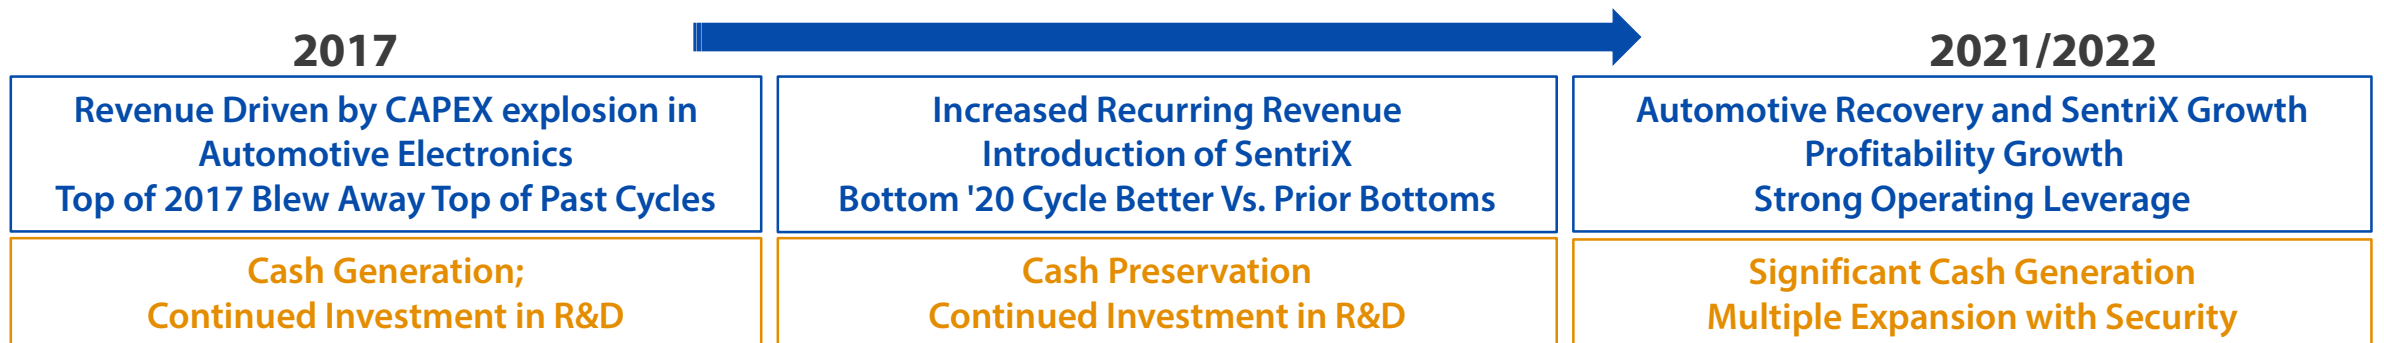 2017
2021/2022
Revenue Driven by CAPEX explosion in
Automotive Electronics
Top of 2017 Blew Away Top of Past Cycles
Increased Recurring Revenue
Introduction of SentriX
Bottom '20 Cycle Better Vs. Prior Bottoms
Automotive Recovery and SentriX Growth
Profitability Growth
Strong Operating Leverage
Cash Generation;
Continued Investment in R&D
Cash Preservation
Continued Investment in R&D
Significant Cash Generation
Multiple Expansion with Security